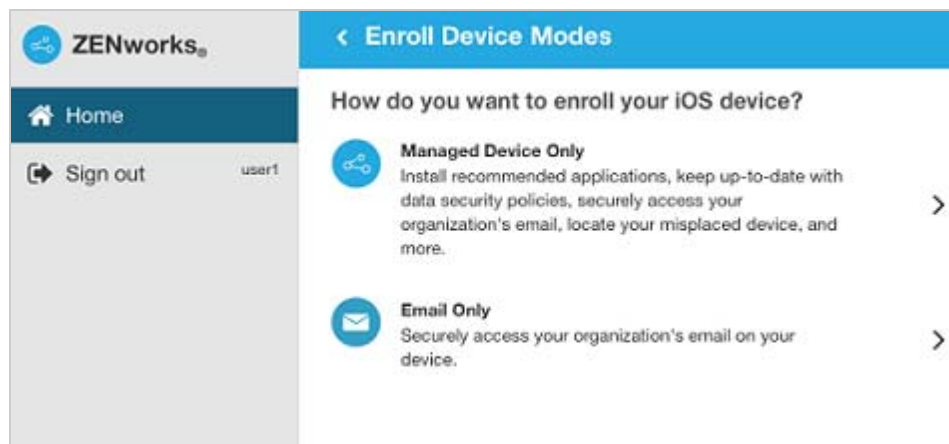 ZENworks®
Home
Sign out
user1
Enroll Device Modes
How do you want to enroll your iOS device?
Managed Device Only
Install recommended applications, keep up-to-date with
data security policies, securely access your
organization's email, locate your misplaced device, and
more.
Email Only
Securely access your organization's email on your
device.